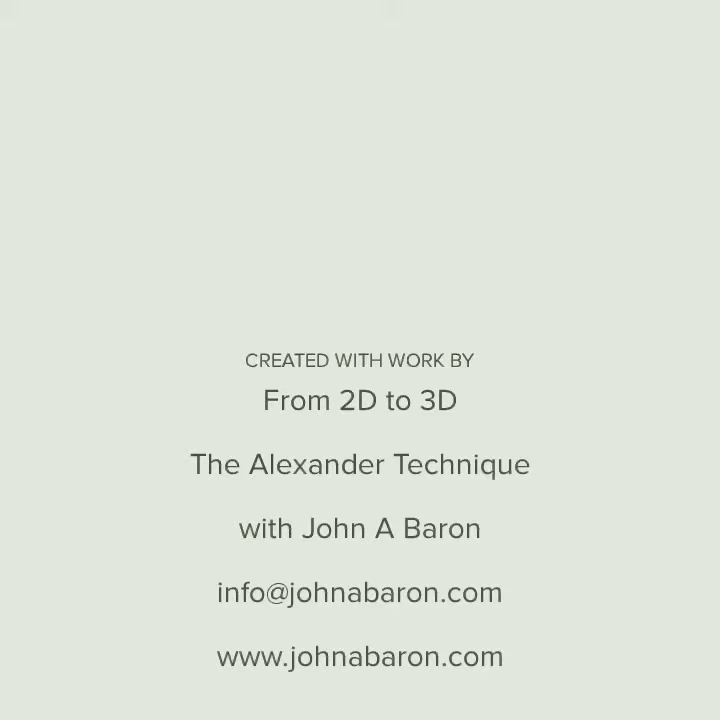 CREATED WITH WORK BY
From 2D to 3D
The Alexander Technique
with John A Baron
info@johnabaron.com
www.johnabaron.com